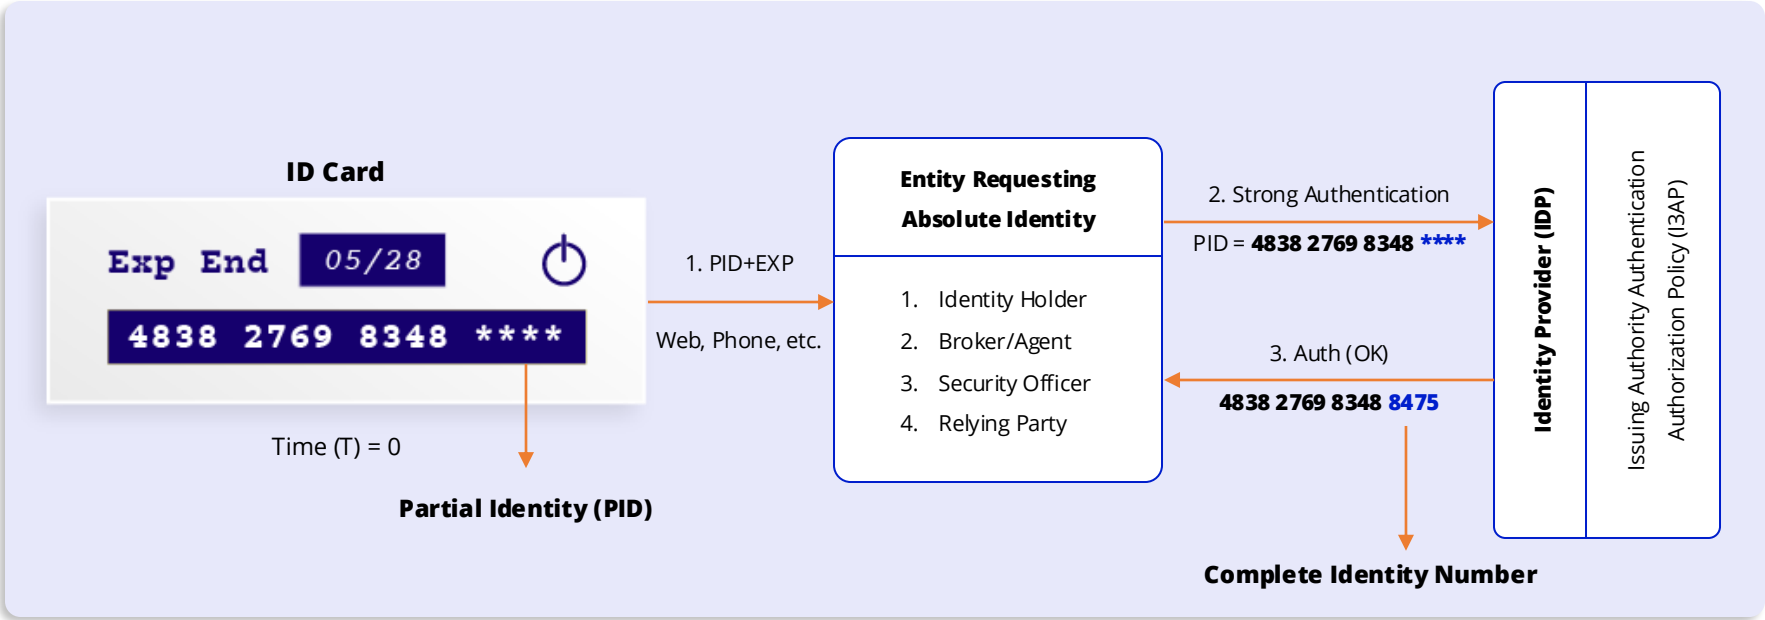 ID Card
Exp End 05/28
4838 2769 8348 ****
Time (T) = 0
Partial Identity (PID)
1. PID+EXP
Web, Phone, etc.
Entity Requesting
Absolute Identity
1. Identity Holder
2. Broker/Agent
3. Security Officer
4. Relying Party
2. Strong Authentication
PID = 4838 2769 8348 ****
3. Auth (OK)
4838 2769 8348 8475
Complete Identity Number
Identity Provider (IDP)
Issuing Authority Authentication
Authorization Policy (I3AP)